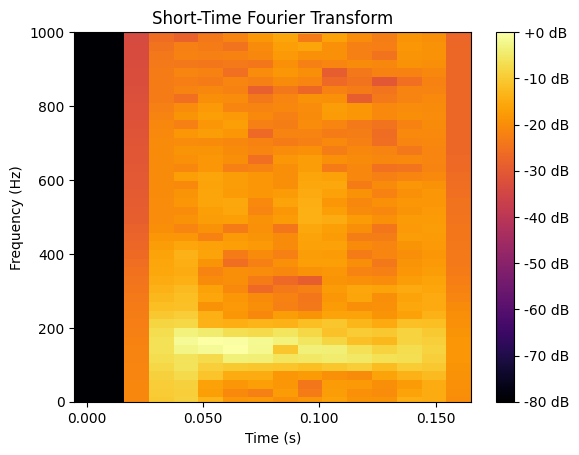 Short-Time Fourier Transform
1000
800
600
400
200
0
Frequency (Hz)
0.000
0.050
0.100
0.150
Time (s)
+0 dB
-10 dB
-20 dB
-30 dB
-40 dB
-50 dB
-60 dB
-70 dB
-80 dB